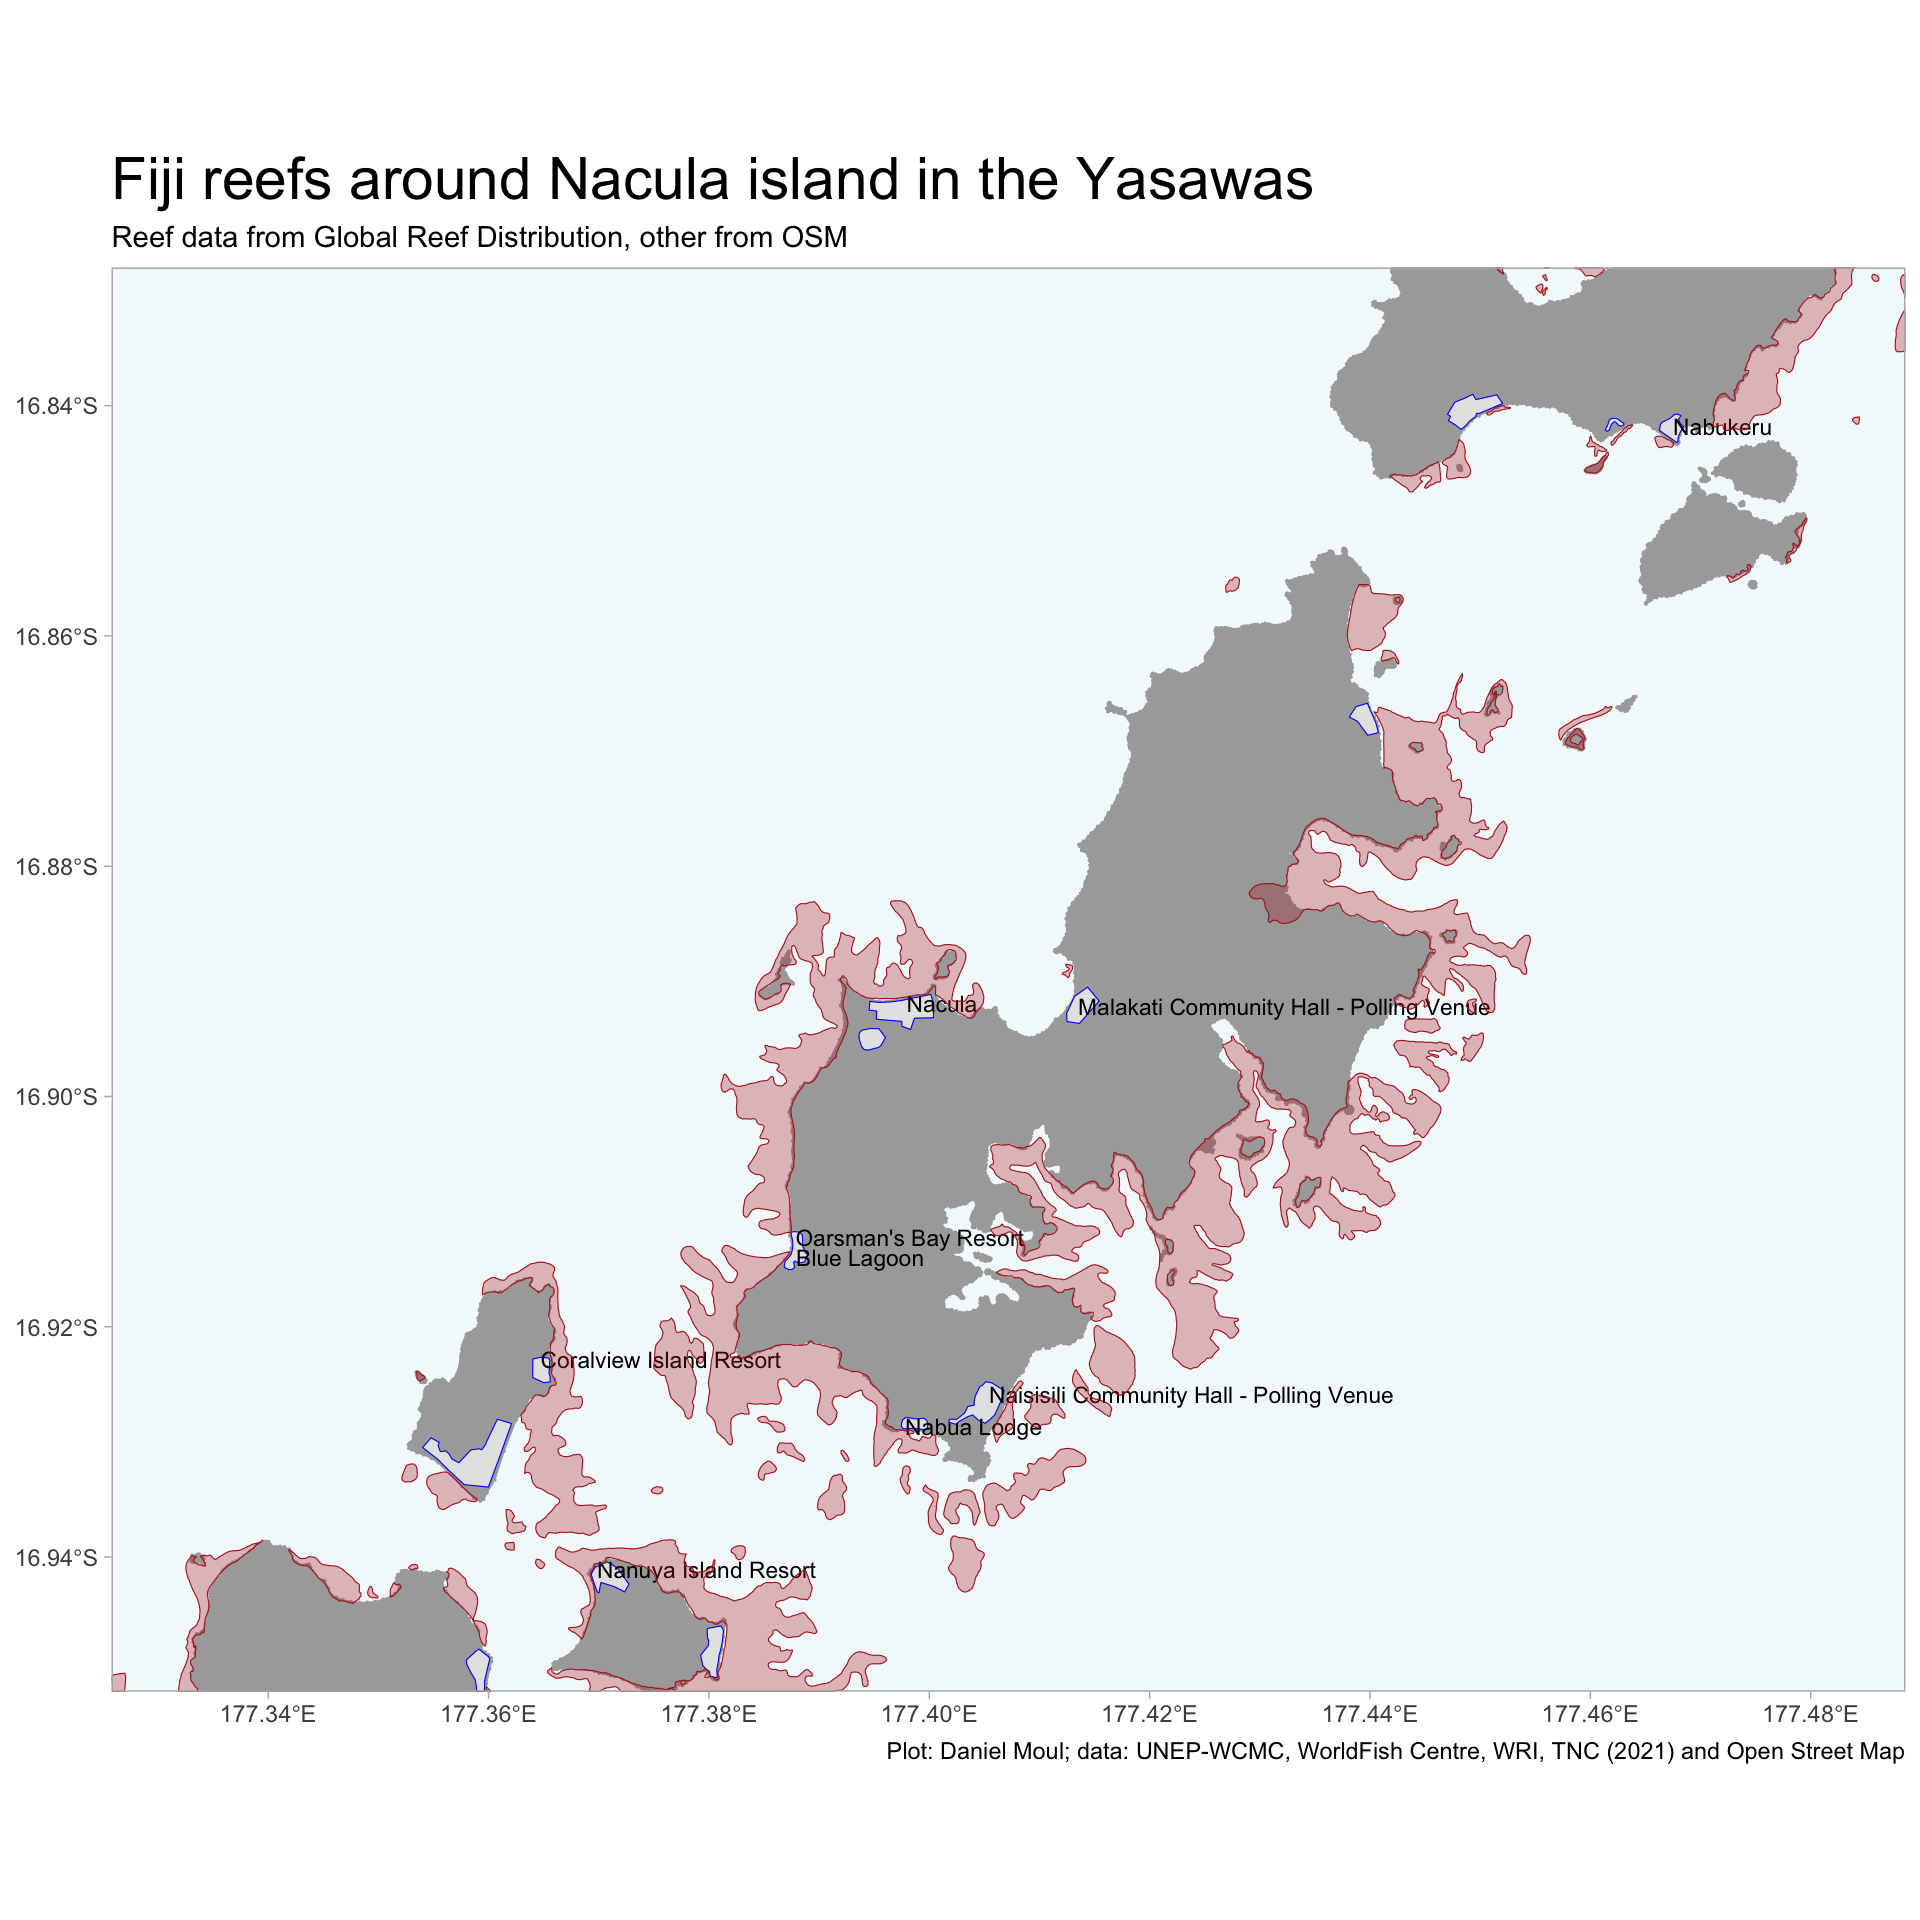 Fiji reefs around Nacula island in the Yasawas
Reef data from Global Reef Distribution, other from OSM
16.84°S
Nabukeru
16.86°S
16.88°S
Nacula
Malakati Community Hall - Polling Venue
16.90°S
Oarsman's Bay Resort
Blue Lagoon
16.92°S
Coralview Island Resort
Naisisili Community Hall - Polling Venue
Nabua Lodge
16.94°S
Nanuya Island Resort
177.34°E 177.36°E 177.38°E 177.40°E 177.42°E 177.44°E 177.46°E 177.48°E
Plot: Daniel Moul; data: UNEP-WCMC, WorldFish Centre, WRI, TNC (2021) and Open Street Map